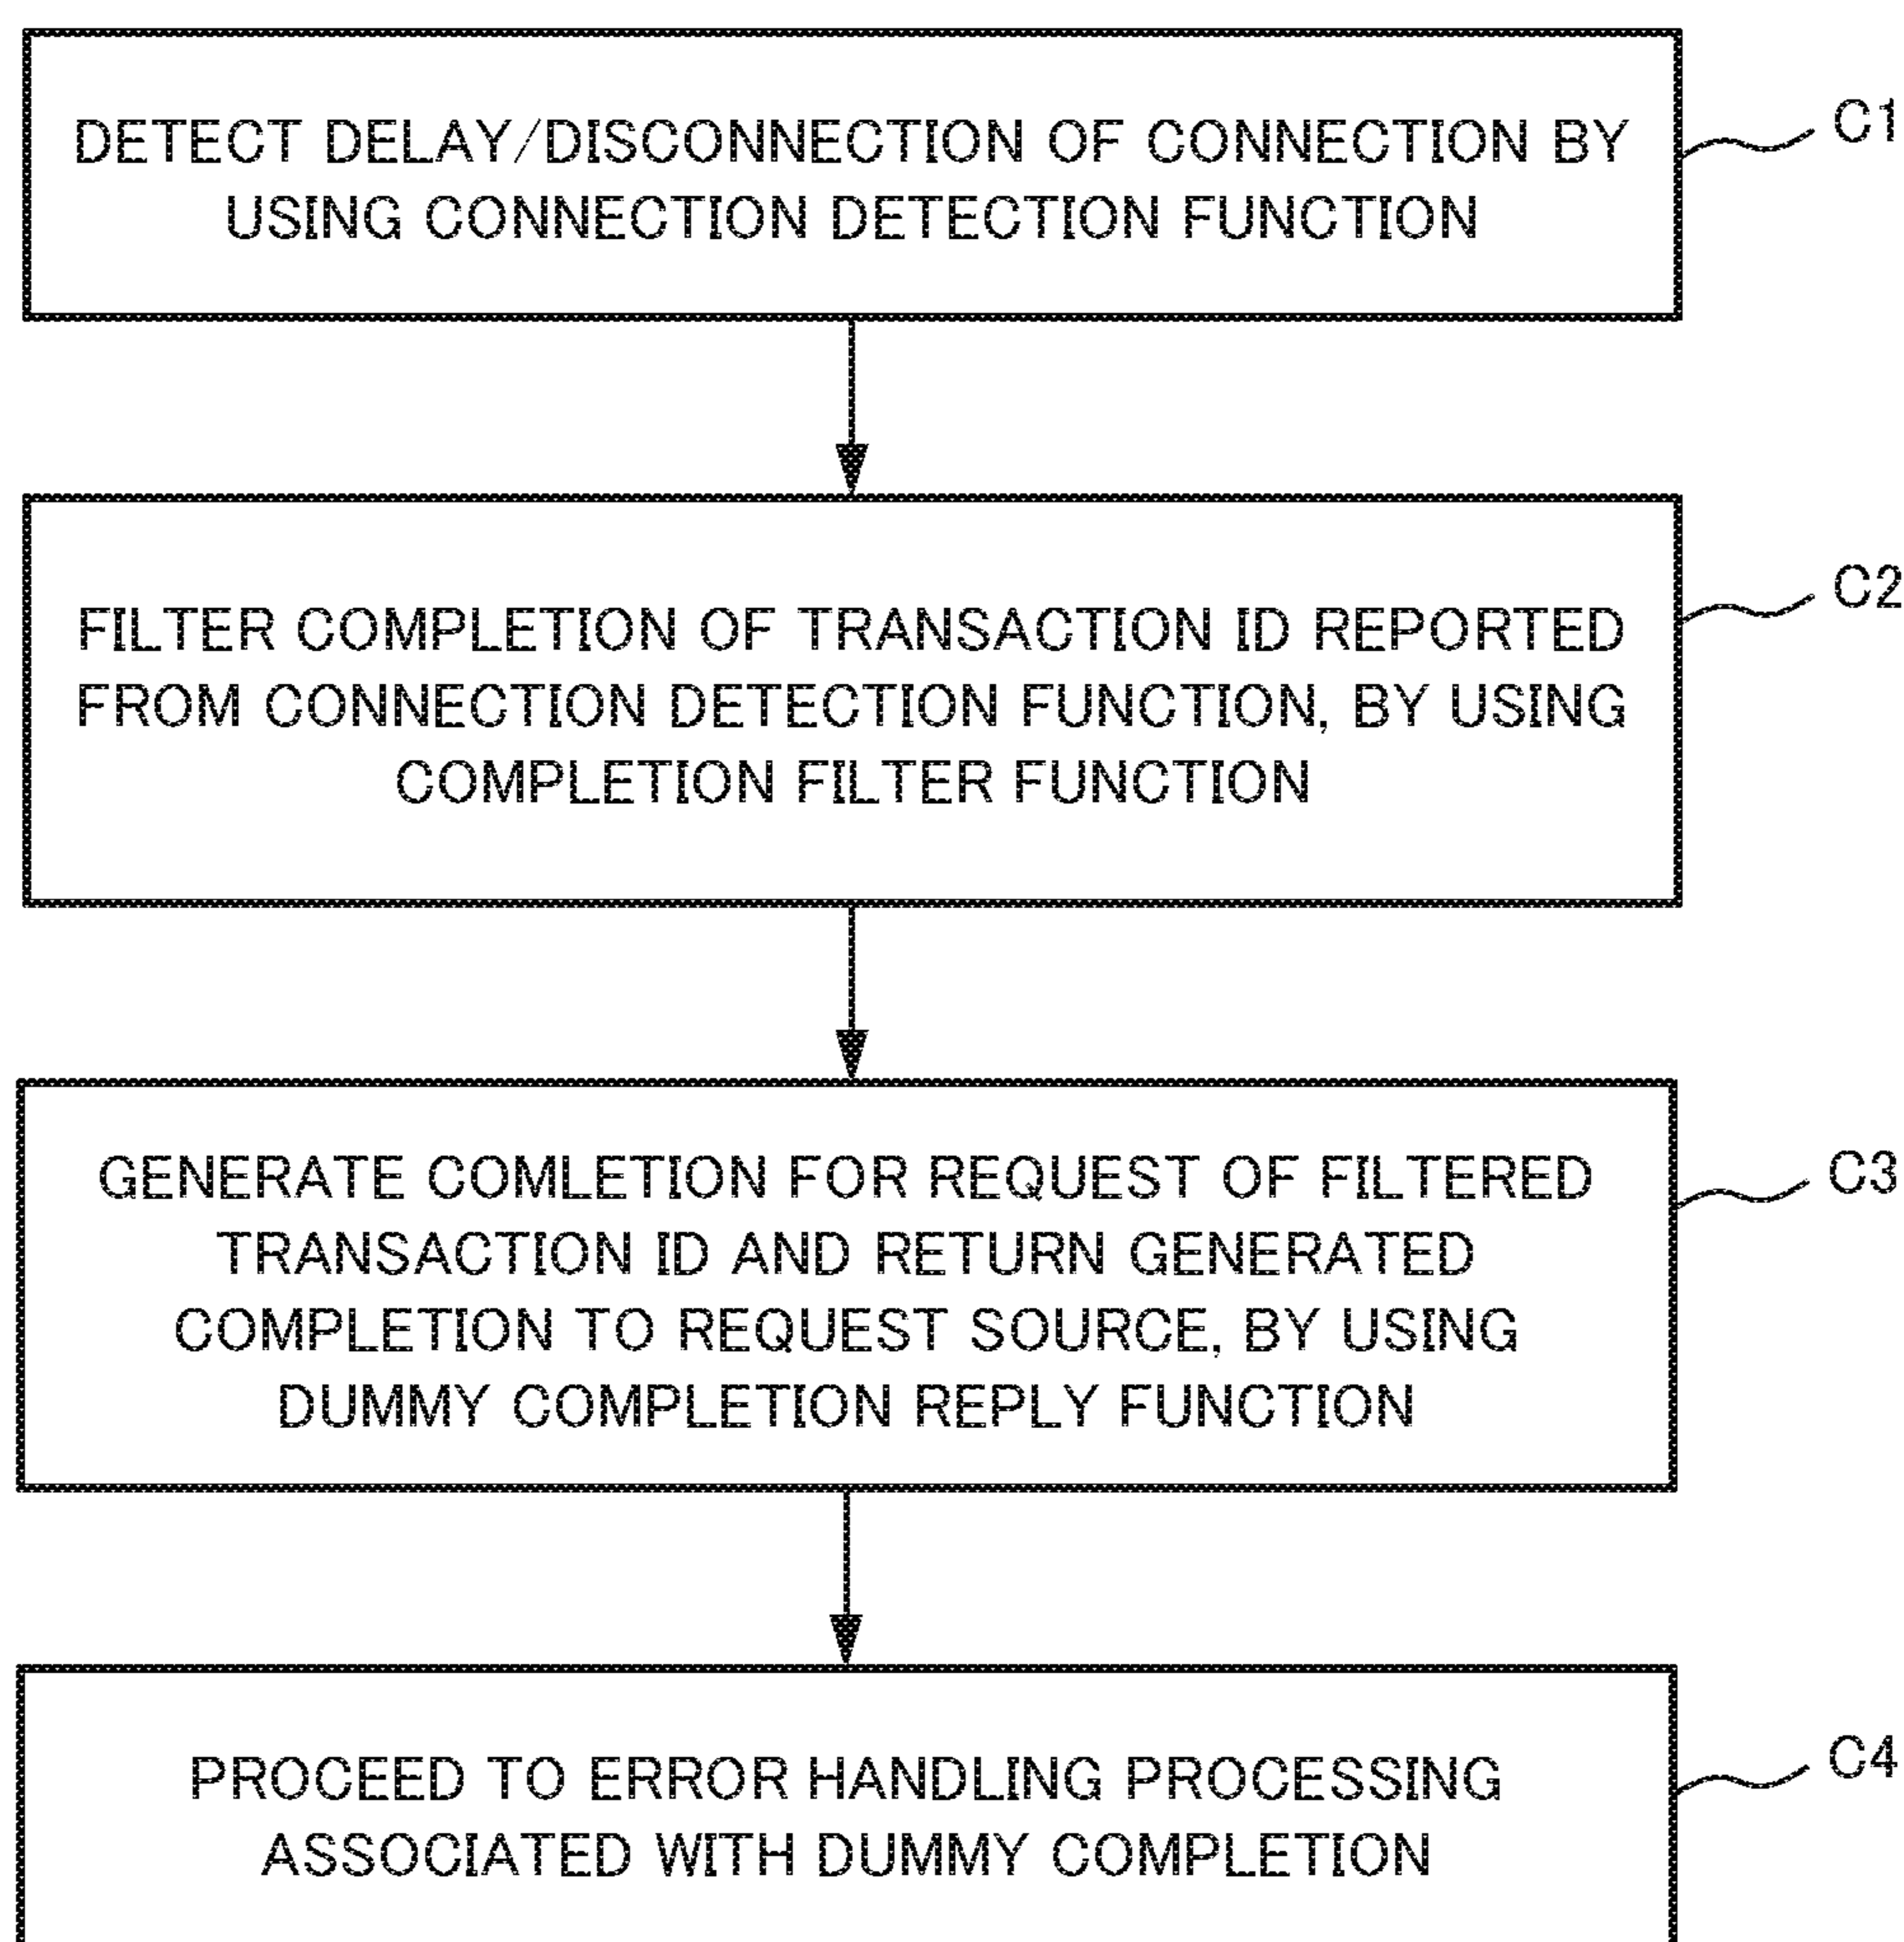 DETECT DELAY/DISCONNECTION OF CONNECTION BY
USING CONNECTION DETECTION FUNCTION
C1
FILTER COMPLETION OF TRANSACTION ID REPORTED
FROM CONNECTION DETECTION FUNCTION, BY USING
COMPLETION FILTER FUNCTION
C2
GENERATE COMLETION FOR REQUEST OF FILTERED
TRANSACTION ID AND RETURN GENERATED
COMPLETION TO REQUEST SOURCE, BY USING
DUMMY COMPLETION REPLY FUNCTION
C3
PROCEED TO ERROR HANDLING PROCESSING
ASSOCIATED WITH DUMMY COMPLETION
C4